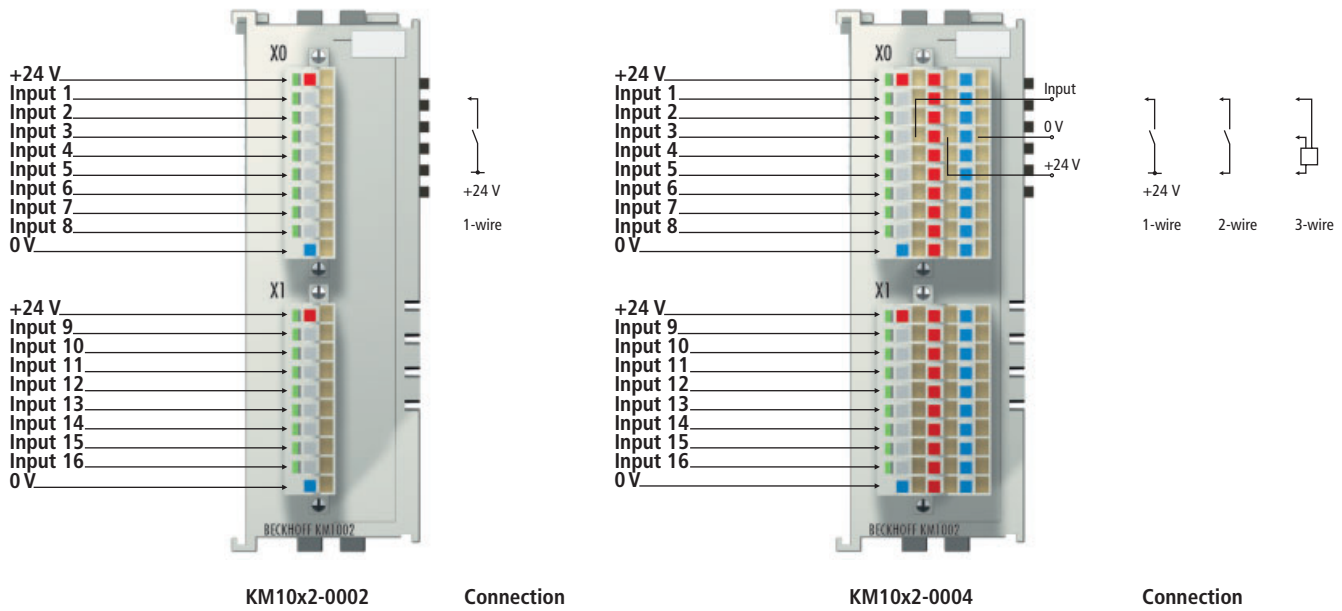 X0
+24 V
Input 1
Input 2
Input 3
Input 4
Input 5
Input 6
Input 7
Input 8
0 V
+24 V
1-wire
X1
+24 V
Input 9
Input 10
Input 11
Input 12
Input 13
Input 14
Input 15
Input 16
0 V
BECKHOFF KM1002
KM10x2-0002
Connection
X0
+24 V
Input 1
Input 2
Input 3
Input 4
Input 5
Input 6
Input 7
Input 8
0 V
Input
0 V
+24 V
+24 V
1-wire
2-wire
3-wire
X1
+24 V
Input 9
Input 10
Input 11
Input 12
Input 13
Input 14
Input 15
Input 16
0 V
BECKHOFF KM1002
KM10x2-0004
Connection